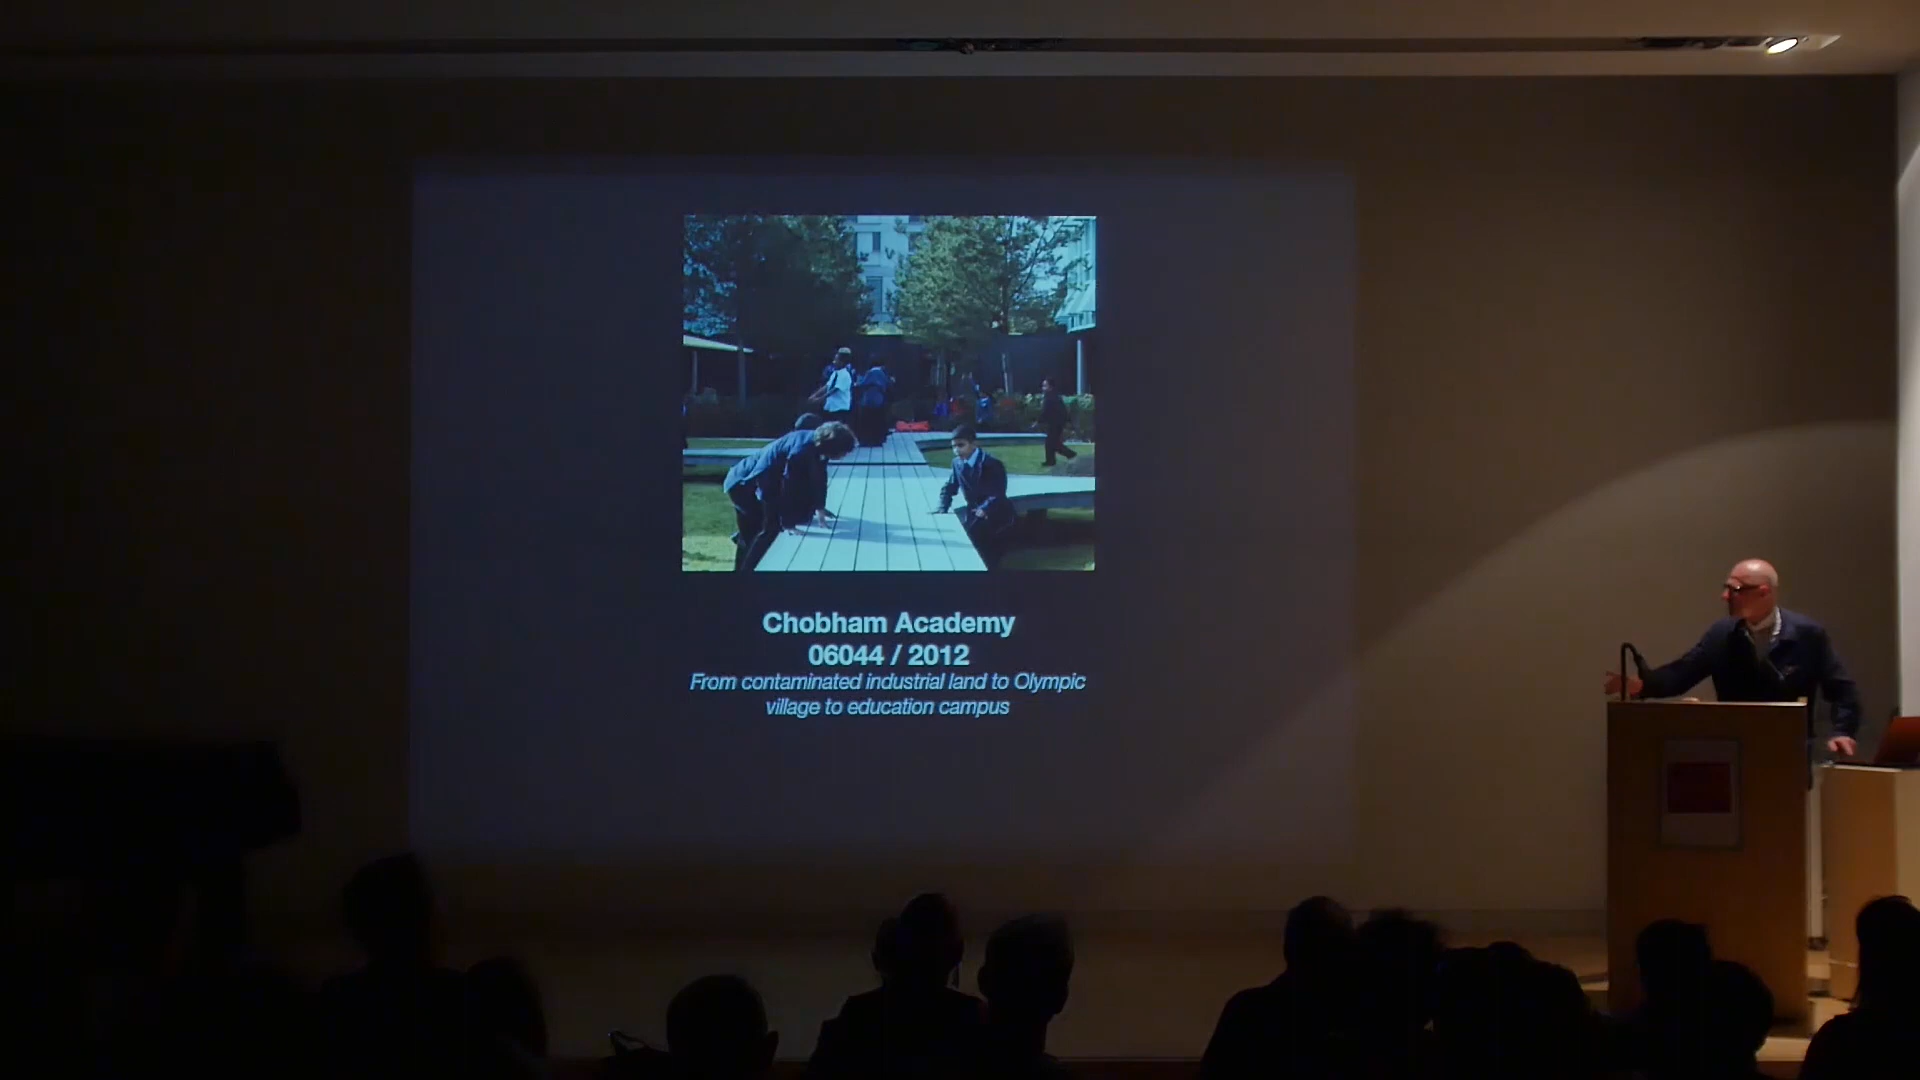 Chobham Academy
06044 / 2012
From contaminated industrial land to Olympic
village to education campus